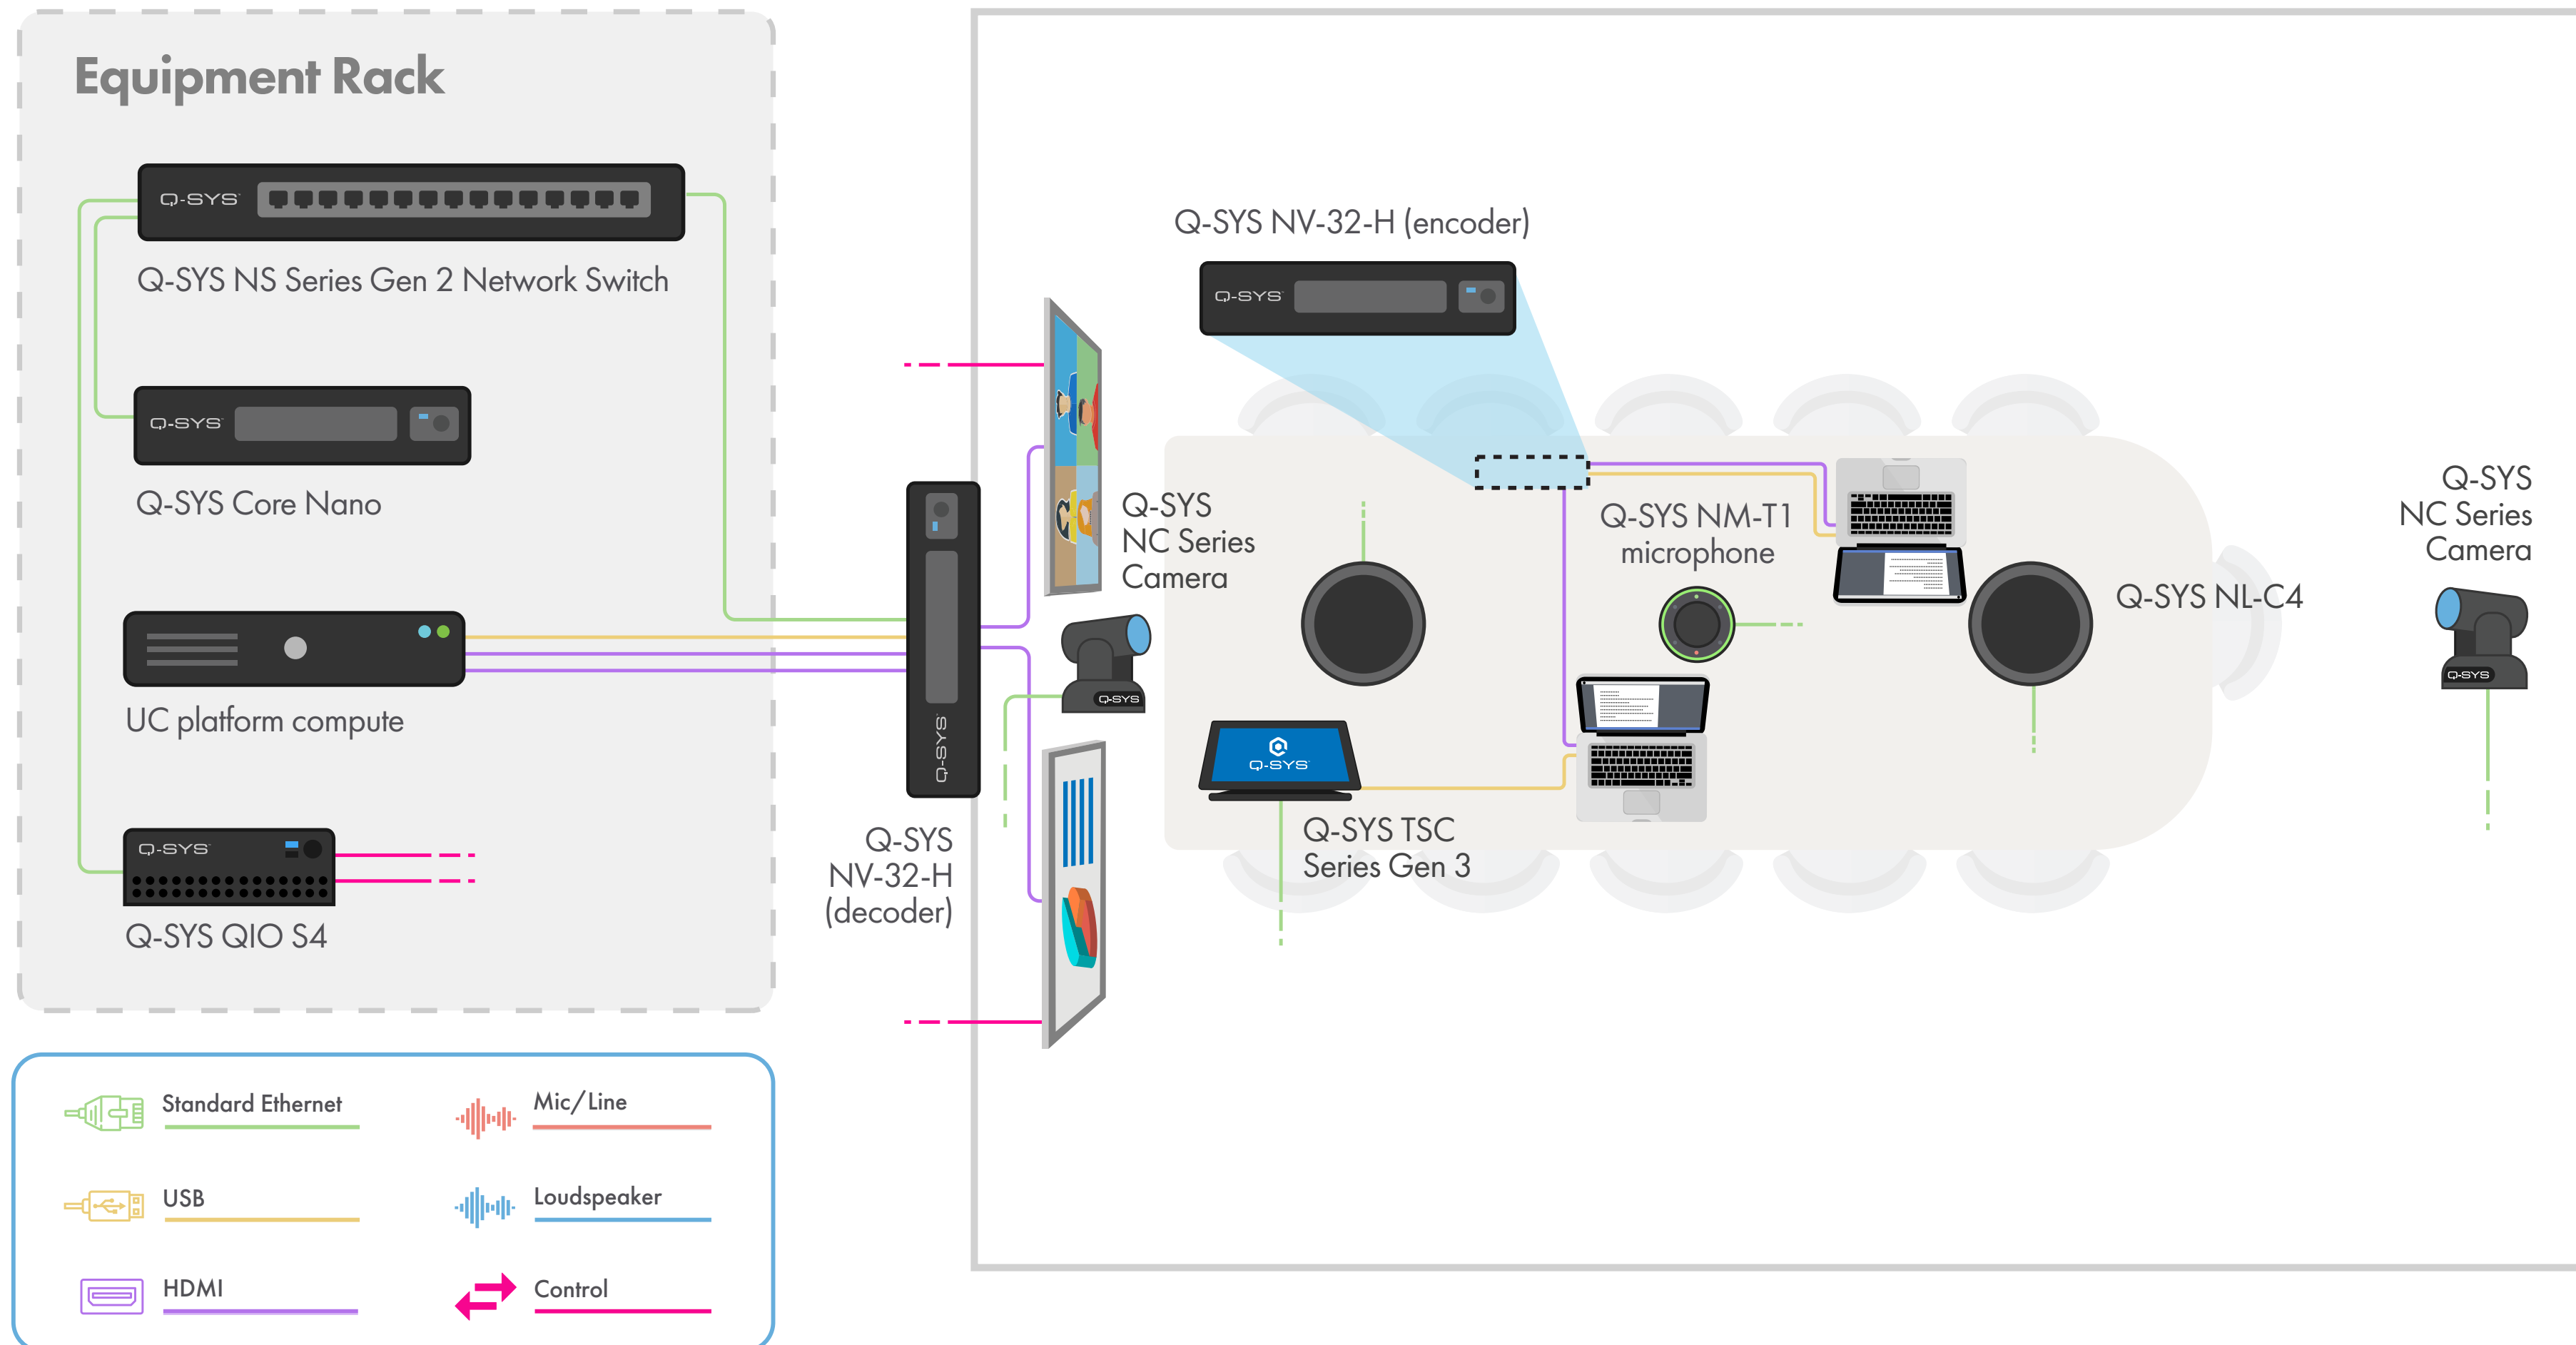 Equipment Rack
Q-SYS
Q-SYS NS Series Gen 2 Network Switch
Q-SYS
Q-SYS Core Nano
UC platform compute
Q-SYS
Q-SYS QIO S4
Q-SYS
Q-SYS
NV-32-H
(decoder)
Q-SYS NV-32-H (encoder)
Q-SYS
Q-SYS
NC Series
Camera
Q-SYS
Q-SYS NM-T1
microphone
Q-SYS NL-C4
Q-SYS
Q-SYS TSC
Series Gen 3
Q-SYS
NC Series
Camera
Q-SYS
Standard Ethernet
USB
HDMI
Mic/Line
Loudspeaker
Control